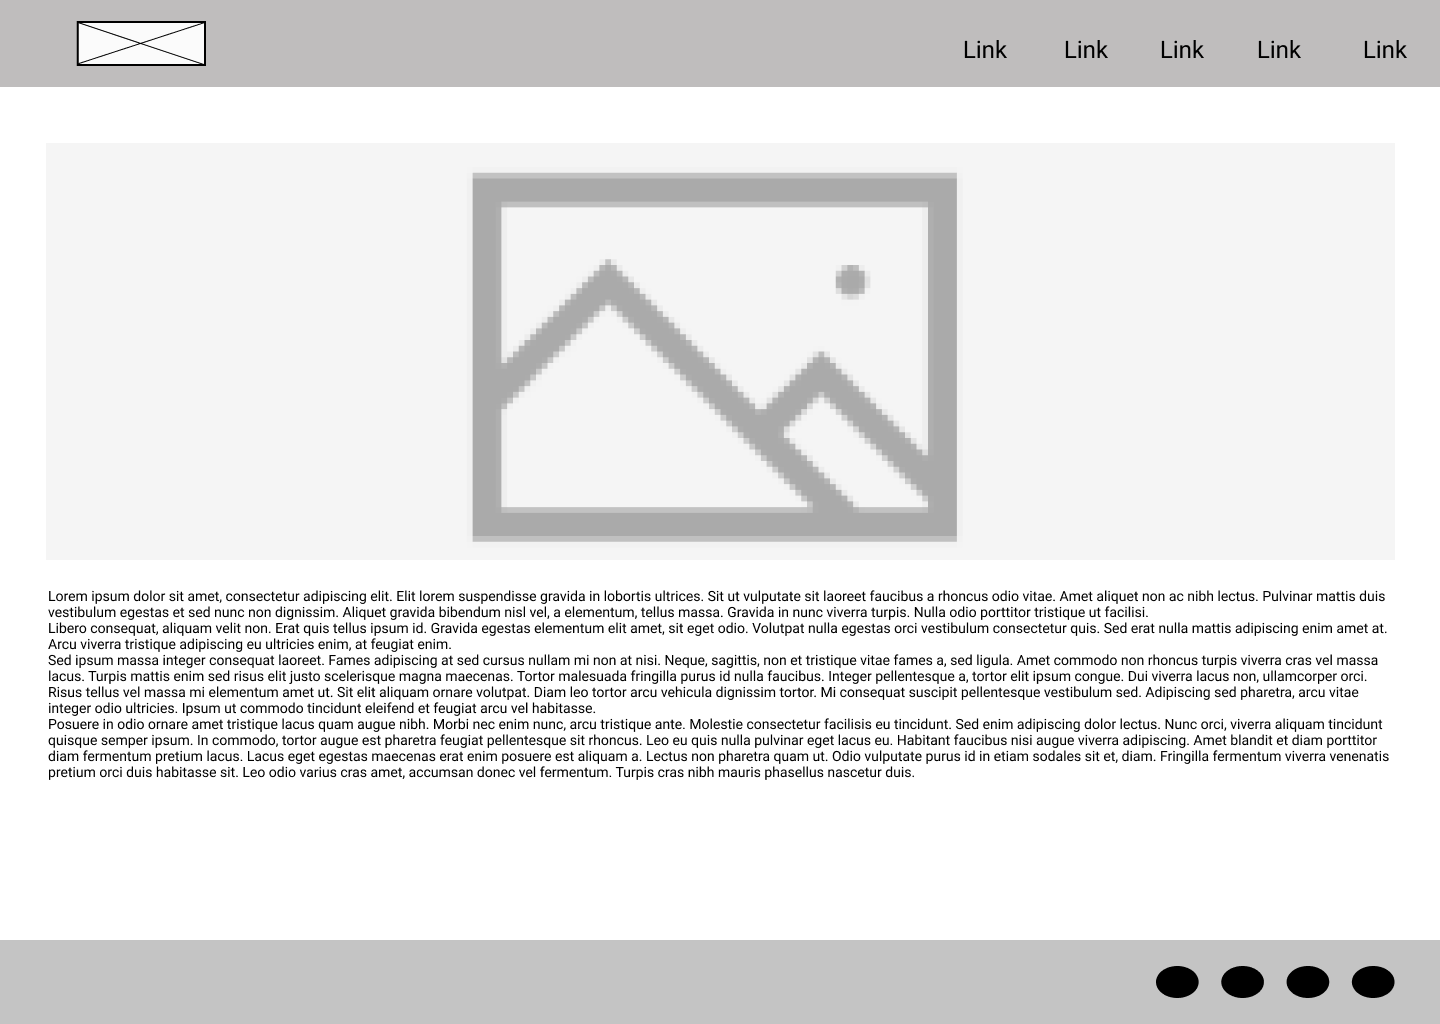 Link Link Link Link Link
Lorem ipsum dolor sit amet, consectetur adipiscing elit. Elit lorem suspendisse gravida in lobortis ultrices. Sit ut vulputate sit laoreet faucibus a rhoncus odio vitae. Amet aliquet non ac nibh lectus. Pulvinar mattis duis
vestibulum egestas et sed nunc non dignissim. Aliquet gravida bibendum nisl vel, a elementum, tellus massa. Gravida in nunc viverra turpis. Nulla odio porttitor tristique ut facilisi.
Libero consequat, aliquam velit non. Erat quis tellus ipsum id. Gravida egestas elementum elit amet, sit eget odio. Volutpat nulla egestas orci vestibulum consectetur quis. Sed erat nulla mattis adipiscing enim amet at.
Arcu viverra tristique adipiscing eu ultricies enim, at feugiat enim.
Sed ipsum massa integer consequat laoreet. Fames adipiscing at sed cursus nullam mi non at nisi. Neque, sagittis, non et tristique vitae fames a, sed ligula. Amet commodo non rhoncus turpis viverra cras vel massa
lacus. Turpis mattis enim sed risus elit justo scelerisque magna maecenas. Tortor malesuada fringilla purus id nulla faucibus. Integer pellentesque a, tortor elit ipsum congue. Dui viverra lacus non, ullamcorper orci.
Risus tellus vel massa mi elementum amet ut. Sit elit aliquam ornare volutpat. Diam leo tortor arcu vehicula dignissim tortor. Mi consequat suscipit pellentesque vestibulum sed. Adipiscing sed pharetra, arcu vitae
integer odio ultricies. Ipsum ut commodo tincidunt eleifend et feugiat arcu vel habitasse.
Posuere in odio ornare amet tristique lacus quam augue nibh. Morbi nec enim nunc, arcu tristique ante. Molestie consectetur facilisis eu tincidunt. Sed enim adipiscing dolor lectus. Nunc orci, viverra aliquam tincidunt
quisque semper ipsum. In commodo, tortor augue est pharetra feugiat pellentesque sit rhoncus. Leo eu quis nulla pulvinar eget lacus eu. Habitant faucibus nisi augue viverra adipiscing. Amet blandit et diam porttitor
diam fermentum pretium lacus. Lacus eget egestas maecenas erat enim posuere est aliquam a. Lectus non pharetra quam ut. Odio vulputate purus id in etiam sodales sit et, diam. Fringilla fermentum viverra venenatis
pretium orci duis habitasse sit. Leo odio varius cras amet, accumsan donec vel fermentum. Turpis cras nibh mauris phasellus nascetur duis.